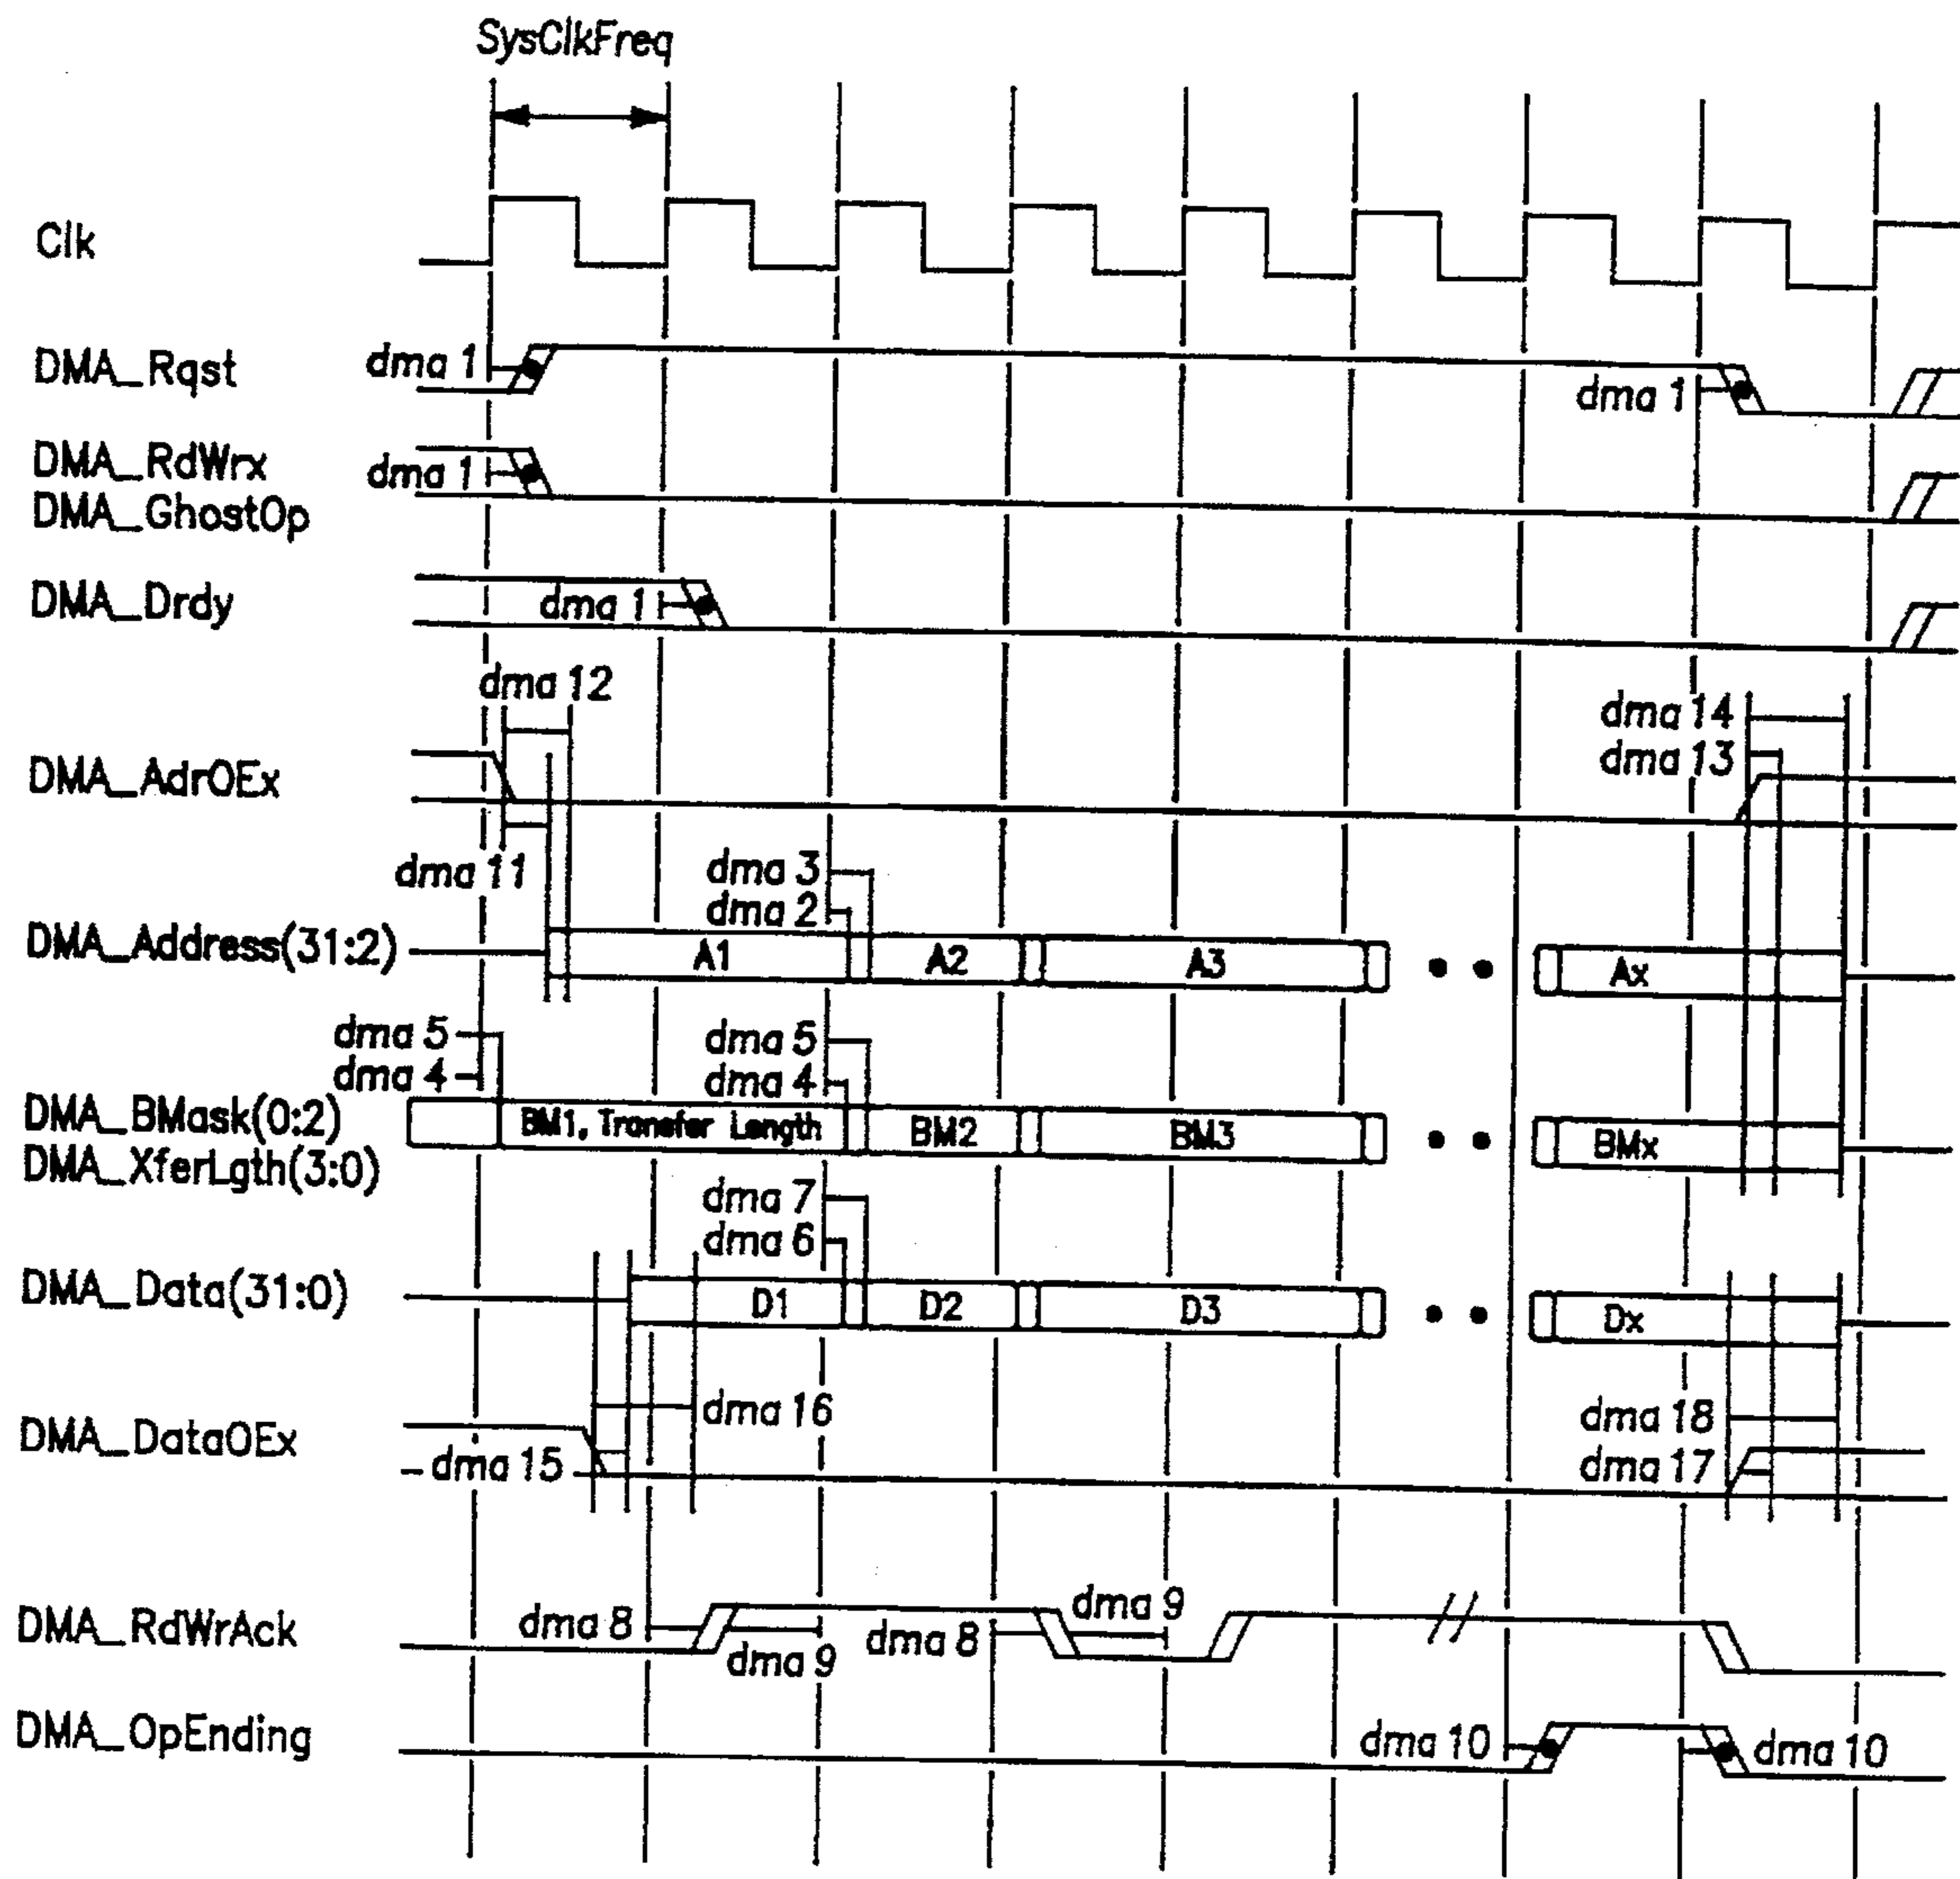 SysClkFreq
Clk
DMA_Rqst
dma 1
dma 1
DMA_RdWrx
dma 1
DMA_GhostOp
DMA_Drdy
dma 1
dma 12
dma 14
dma 13
DMA_AdrOEx
dma 11
dma 3
dma 2
DMA_Address(31:2)
A1
A2
A3
Ax
dma 5
dma 4
dma 5
dma 4
DMA_BMask(0:2)
DMA_XferLgth(3:0)
BM1, Transfer Length
BM2
BM3
BMx
dma 7
dma 6
DMA_Data(31:0)
D1
D2
D3
Dx
dma 16
dma 18
DMA_DataOEx
dma 15
dma 17
DMA_RdWrAck
dma 8
dma 9
dma 8
dma 9
DMA_OpEnding
dma 10
dma 10